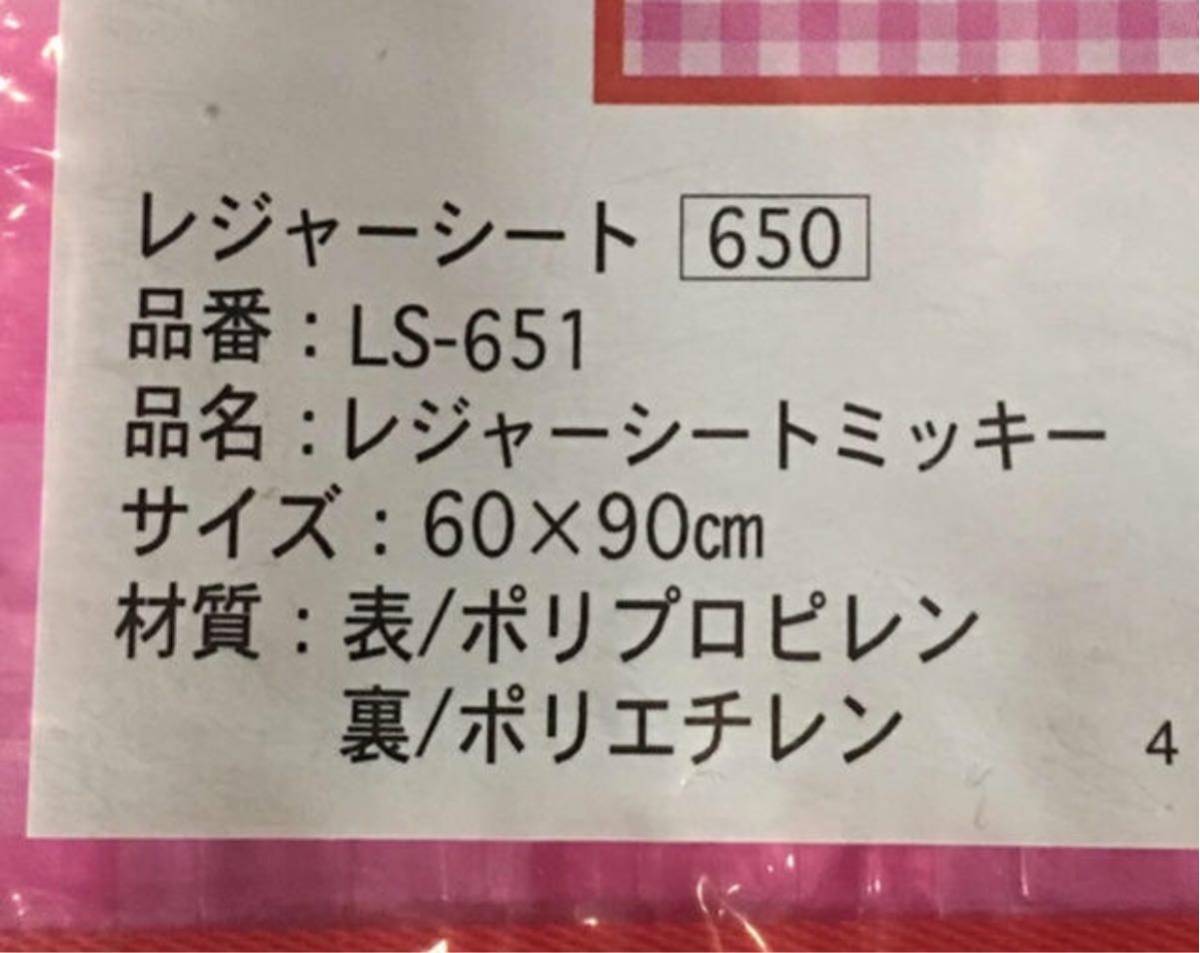 レジャーシート 650
品番：LS-651
品名：レジャーシートミッキー
サイズ：60×90cm
材質：表/ポリプロピレン
裏/ポリエチレン
4